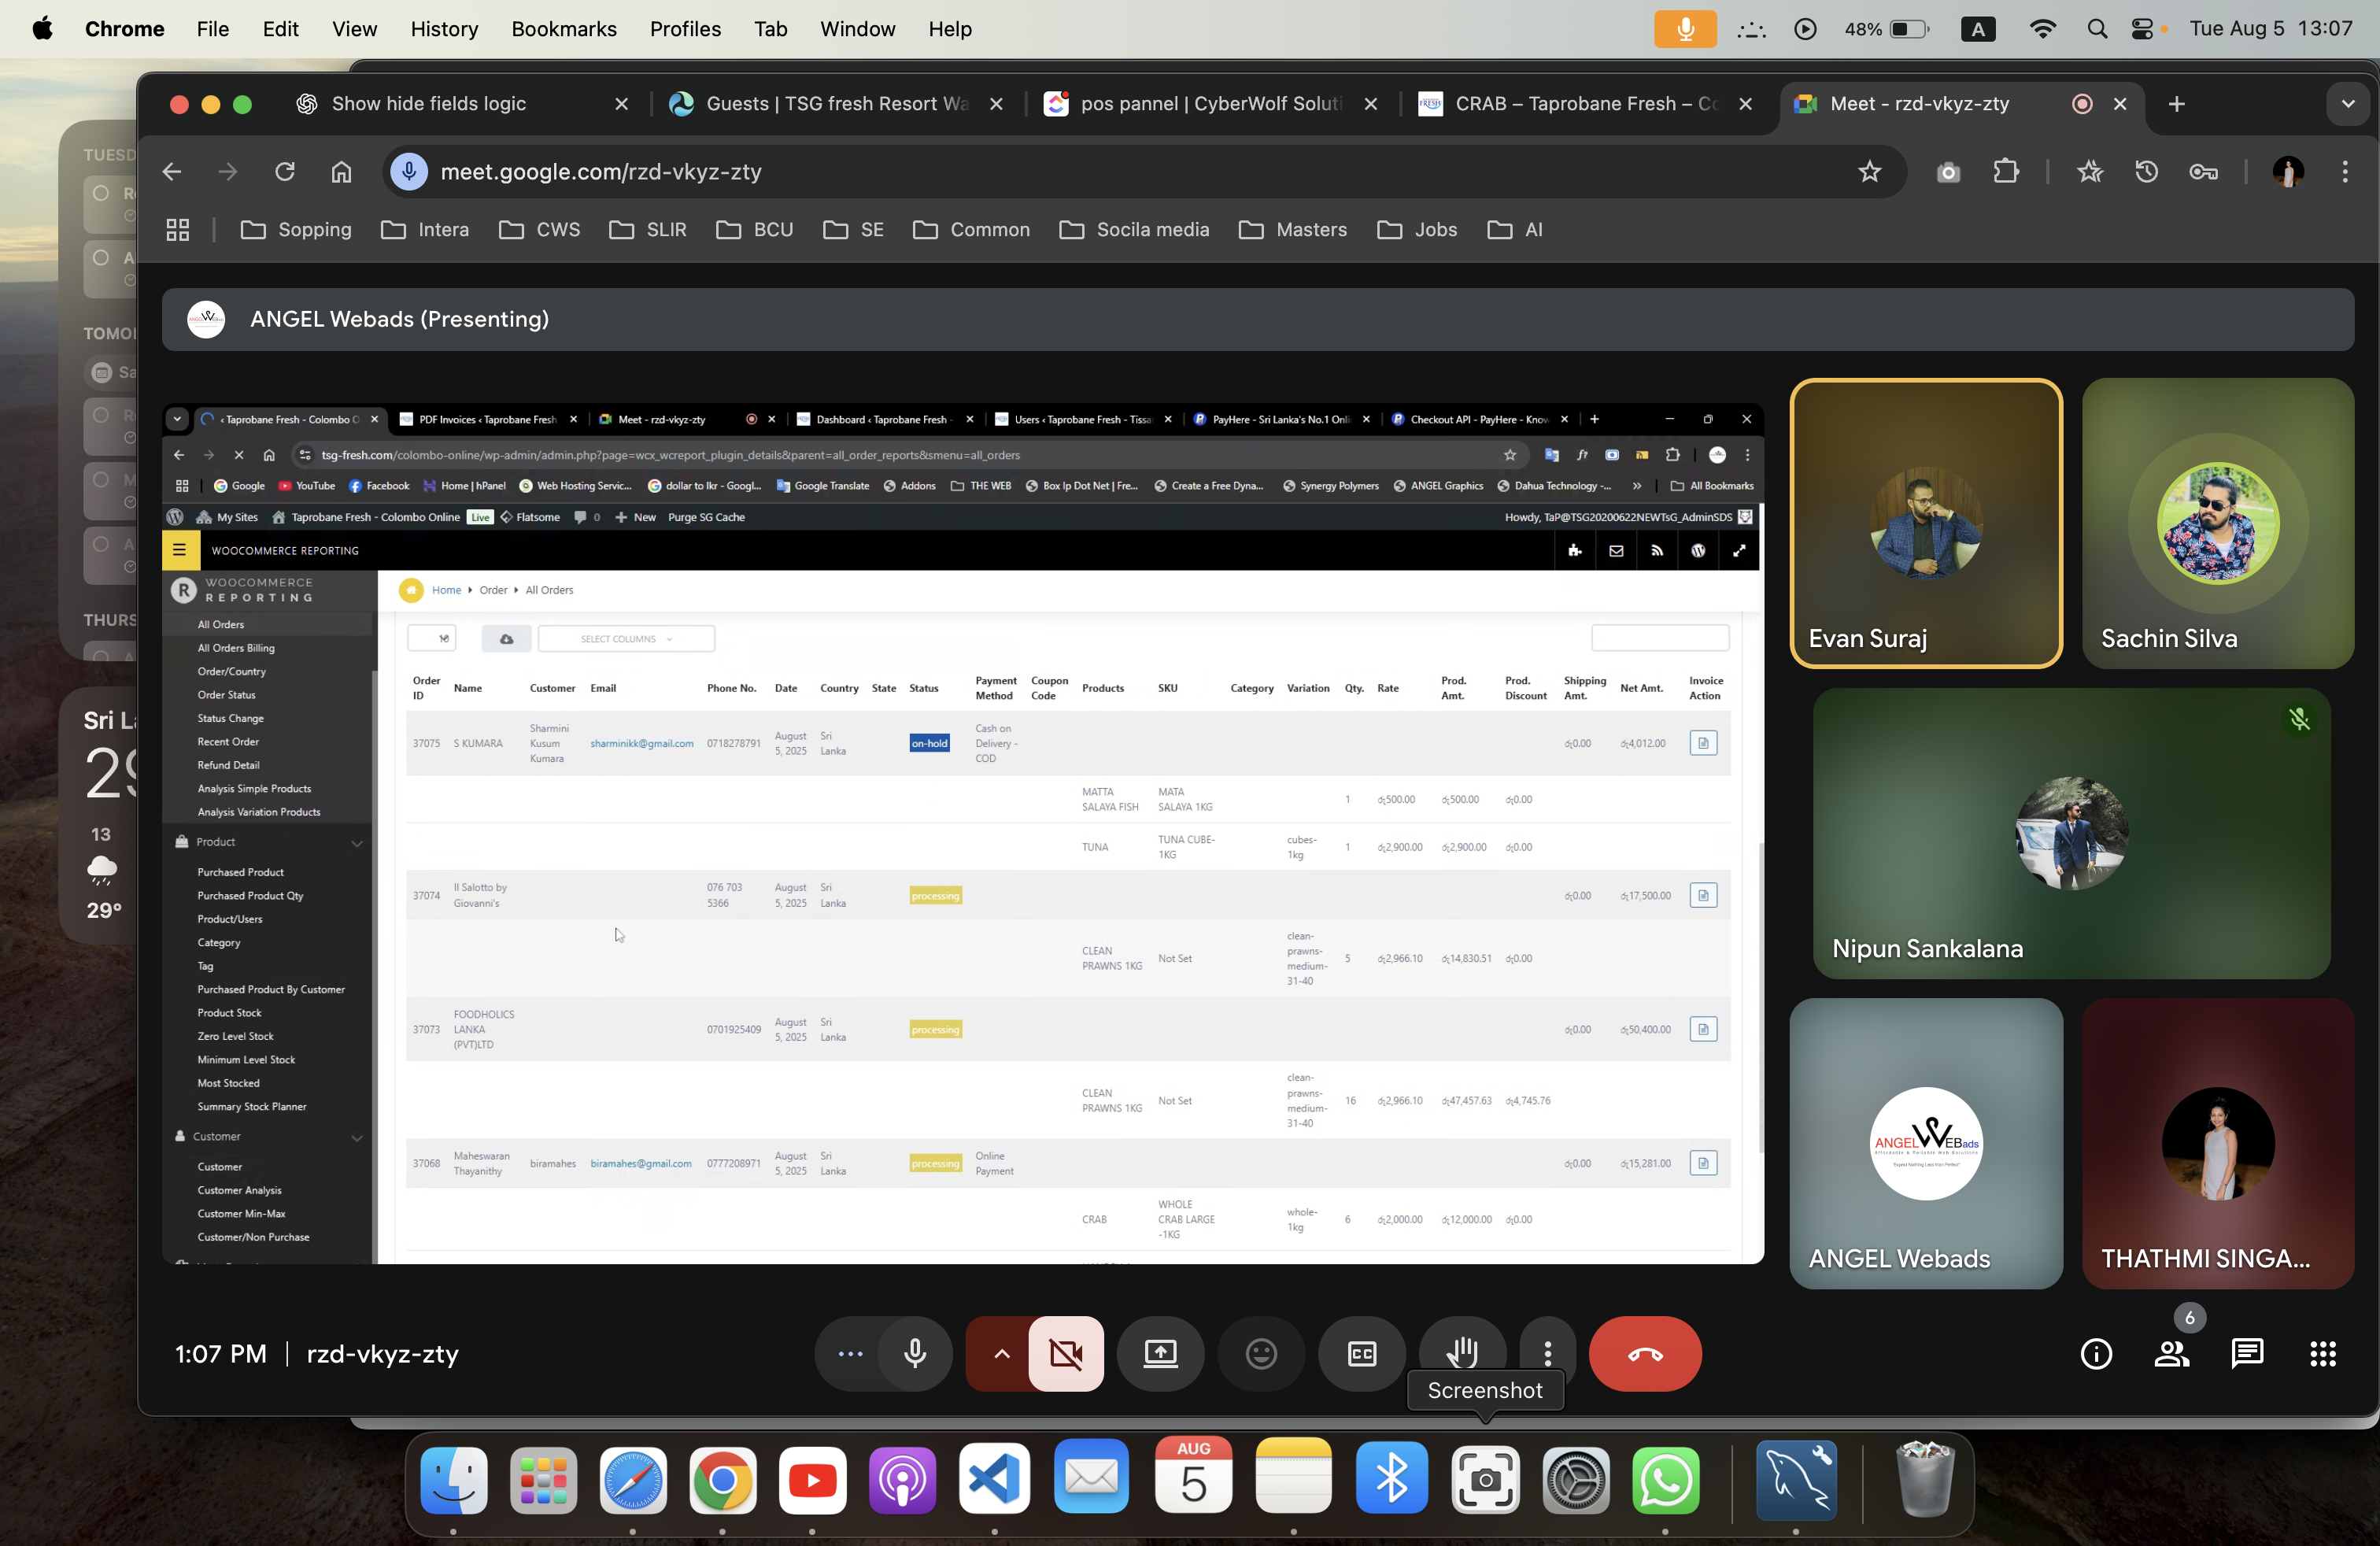 Chrome File Edit View History Bookmarks Profiles Tab Window Help
48% A Tue Aug 5 13:07
TUESD
TOMOR
THURS
Sri L
29
13
29°
Show hide fields logic
Guests | TSG fresh Resort Wa
pos pannel | CyberWolf Soluti
CRAB – Taprobane Fresh – Co
Meet - rzd-vkyz-zty
meet.google.com/rzd-vkyz-zty
Sopping Intera CWS SLIR BCU SE Common Socila media Masters Jobs AI
ANGEL Webads (Presenting)
‹ Taprobane Fresh - Colombo O
PDF Invoices ‹ Taprobane Fresh
Meet - rzd-vkyz-zty
Dashboard ‹ Taprobane Fresh -
Users ‹ Taprobane Fresh - Tissa
PayHere - Sri Lanka's No.1 Onli
Checkout API - PayHere - Know
tsg-fresh.com/colombo-online/wp-admin/admin.php?page=wcx_wcreport_plugin_details&parent=all_order_reports&smenu=all_orders
Google YouTube Facebook Home | hPanel Web Hosting Servic... dollar to lkr - Googl... Google Translate Addons THE WEB Box Ip Dot Net | Fre... Create a Free Dyna... Synergy Polymers ANGEL Graphics Dahua Technology -... » All Bookmarks
My Sites Taprobane Fresh - Colombo Online Live Flatsome 0 New Purge SG Cache Howdy, TaP@TSG20200622NEWTsG_AdminSDS
WOOCOMMERCE REPORTING
R WOOCOMMERCE
REPORTING
All Orders
All Orders Billing
Order/Country
Order Status
Status Change
Recent Order
Refund Detail
Analysis Simple Products
Analysis Variation Products
Product
Purchased Product
Purchased Product Qty
Product/Users
Category
Tag
Purchased Product By Customer
Product Stock
Zero Level Stock
Minimum Level Stock
Most Stocked
Summary Stock Planner
Customer
Customer
Customer Analysis
Customer Min-Max
Customer/Non Purchase
Home Order All Orders
SELECT COLUMNS
Order ID Name Customer Email Phone No. Date Country State Status Payment Method Coupon Code Products SKU Category Variation Qty. Rate Prod. Amt. Prod. Discount Shipping Amt. Net Amt. Invoice Action
37075 S KUMARA Sharmini Kusum Kumara sharminikk@gmail.com 0718278791 August 5, 2025 Sri Lanka on-hold Cash on Delivery - COD රු0.00 රු4,012.00
MATTA SALAYA FISH MATA SALAYA 1KG 1 රු500.00 රු500.00 රු0.00
TUNA TUNA CUBE-1KG cubes-1kg 1 රු2,900.00 රු2,900.00 රු0.00
37074 Il Salotto by Giovanni's 076 703 5366 August 5, 2025 Sri Lanka processing රු0.00 රු17,500.00
CLEAN PRAWNS 1KG Not Set clean-prawns-medium-31-40 5 රු2,966.10 රු14,830.51 රු0.00
37073 FOODHOLICS LANKA (PVT)LTD 0701925409 August 5, 2025 Sri Lanka processing රු0.00 රු50,400.00
CLEAN PRAWNS 1KG Not Set clean-prawns-medium-31-40 16 රු2,966.10 රු47,457.63 රු4,745.76
37068 Maheswaran Thayanithy biramahes biramahes@gmail.com 0777208971 August 5, 2025 Sri Lanka processing Online Payment රු0.00 රු15,281.00
CRAB WHOLE CRAB LARGE -1KG whole-1kg 6 රු2,000.00 රු12,000.00 රු0.00
Evan Suraj
Sachin Silva
Nipun Sankalana
ANGEL WEBads
ANGEL Webads
THATHMI SINGA...
1:07 PM rzd-vkyz-zty
CC
6
Screenshot
AUG
5